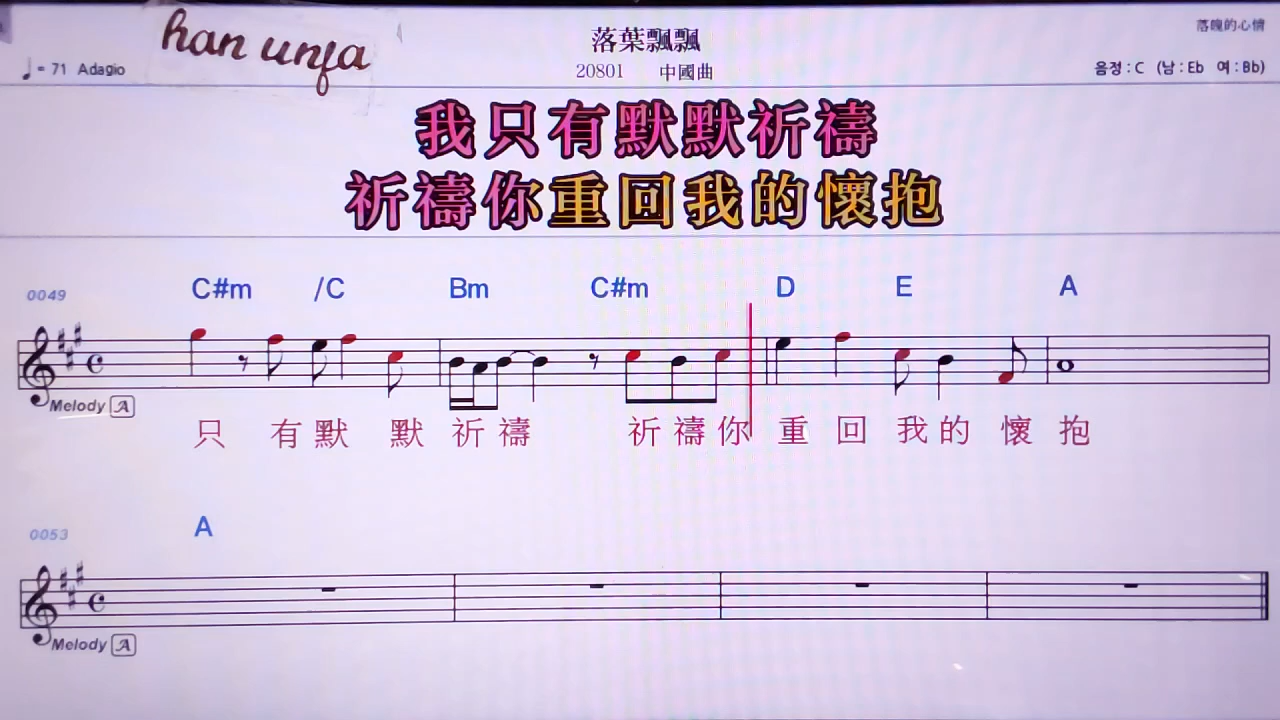 han unja
落葉飄飄
落魄的心情
♩= 71 Adagio
20801 中國曲
음정 : C (남 : Eb 여 : Bb)
我只有默默祈禱
祈禱你重回我的懷抱
0049 C#m /C Bm C#m D E A
Melody A
只 有 默 默 祈 禱 祈 禱 你 重 回 我 的 懷 抱
0053 A
Melody A